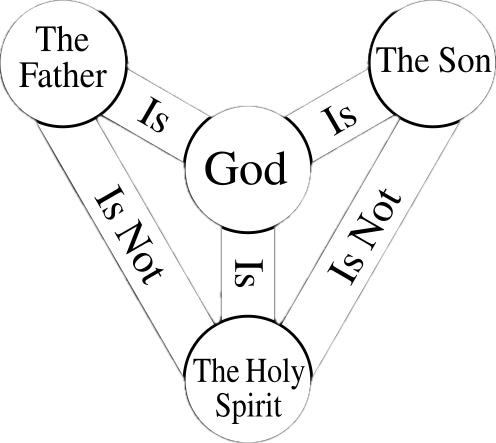 The
Father
The Son
Is
Is
God
Is Not
Is
Is Not
The Holy
Spirit